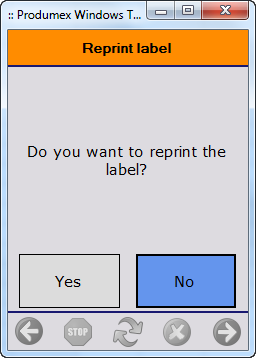 :: Produmex Windows T...
Reprint label
Do you want to reprint the
label?
Yes
No
STOP